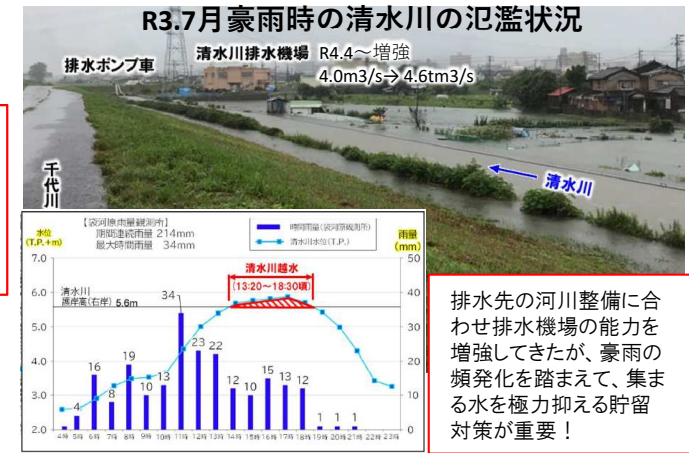 R3.7月豪雨時の清水川の氾濫状況
排水ポンプ車
清水川排水機場 R4.4～増強
4.0m3/s→ 4.6tm3/s
千代川
清水川
【袋河原雨量観測所】
期間連続雨量 214mm
最大時間雨量 34mm
時間雨量(袋河原観測所)
清水川水位(T.P.)
水位
(T.P.+m)
雨量
(mm)
清水川越水
(13:20～18:30頃)
清水川
護岸高(右岸) 5.6m
7.0
6.0
5.0
4.0
3.0
2.0
50
40
30
20
10
0
4
16
8
19
10
13
34
23
22
12
10
15
13
12
1
1
1
4時 5時 6時 7時 8時 9時 10時 11時 12時 13時 14時 15時 16時 17時 18時 19時 20時 21時 22時 23時
排水先の河川整備に合
わせ排水機場の能力を
増強してきたが、豪雨の
頻発化を踏まえて、集ま
る水を極力抑える貯留
対策が重要！